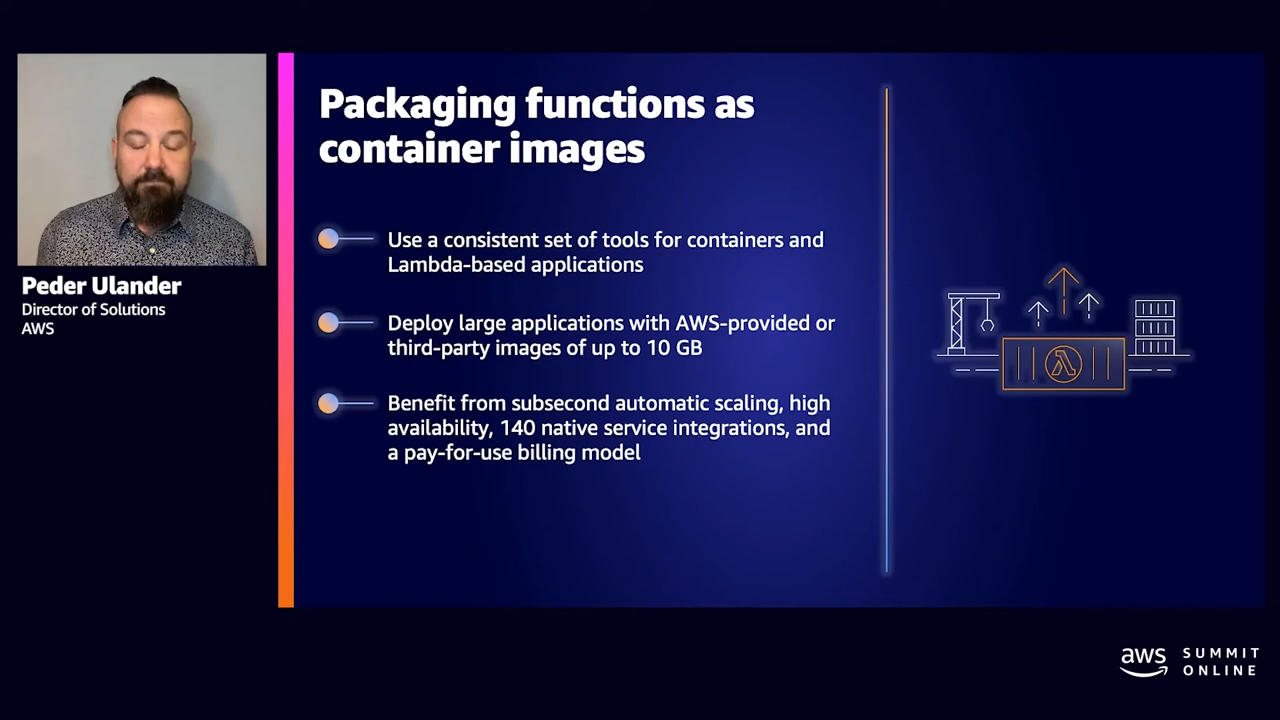 Packaging functions as
container images
Use a consistent set of tools for containers and
Lambda-based applications
Deploy large applications with AWS-provided or
third-party images of up to 10 GB
Benefit from subsecond automatic scaling, high
availability, 140 native service integrations, and
a pay-for-use billing model
Peder Ulander
Director of Solutions
AWS
aws SUMMIT
ONLINE